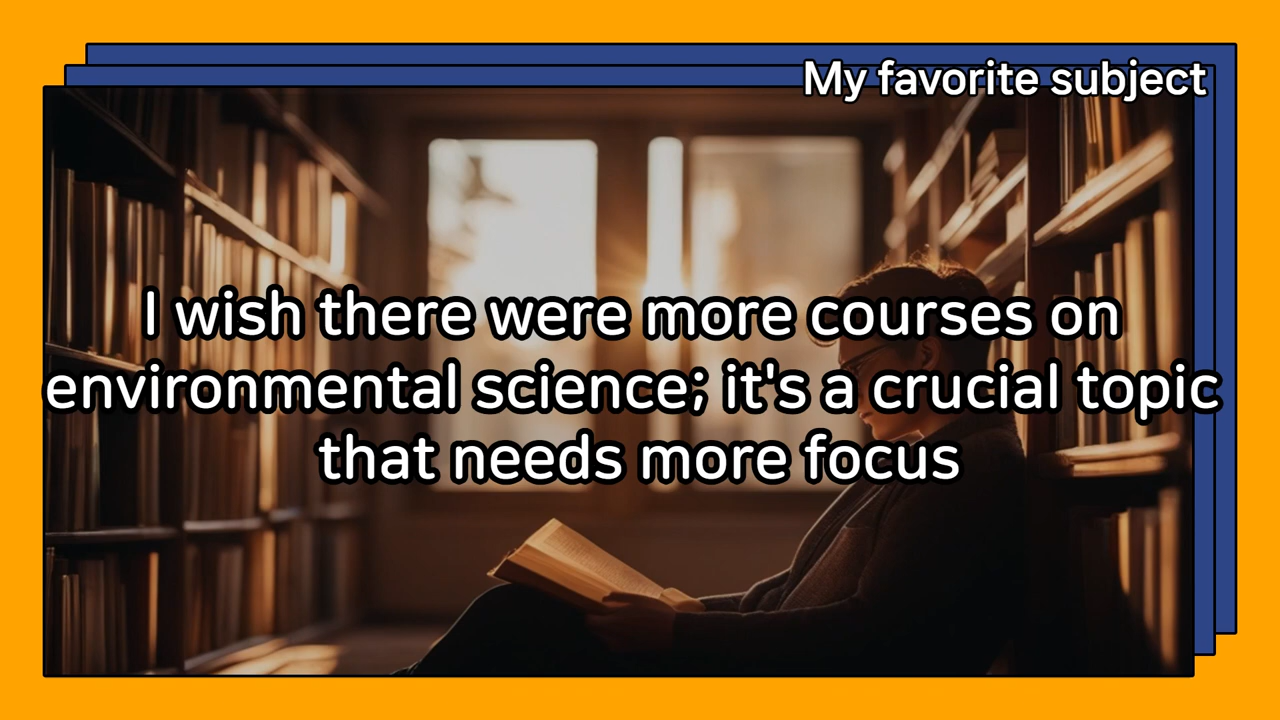 My favorite subject
I wish there were more courses on
environmental science; it's a crucial topic
that needs more focus